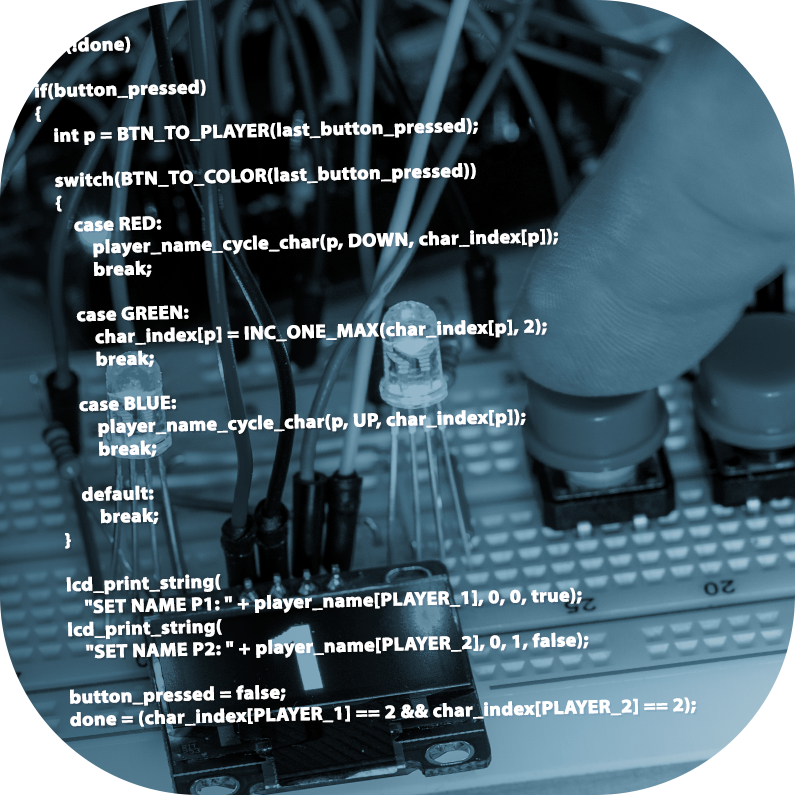 (!done)
if(button_pressed)
{
int p = BTN_TO_PLAYER(last_button_pressed);
switch(BTN_TO_COLOR(last_button_pressed))
{
case RED:
player_name_cycle_char(p, DOWN, char_index[p]);
break;
case GREEN:
char_index[p] = INC_ONE_MAX(char_index[p], 2);
break;
case BLUE:
player_name_cycle_char(p, UP, char_index[p]);
break;
default:
break;
}
lcd_print_string(
"SET NAME P1: " + player_name[PLAYER_1], 0, 0, true);
lcd_print_string(
"SET NAME P2: " + player_name[PLAYER_2], 0, 1, false);
button_pressed = false;
done = (char_index[PLAYER_1] == 2 && char_index[PLAYER_2] == 2);
1
25
20